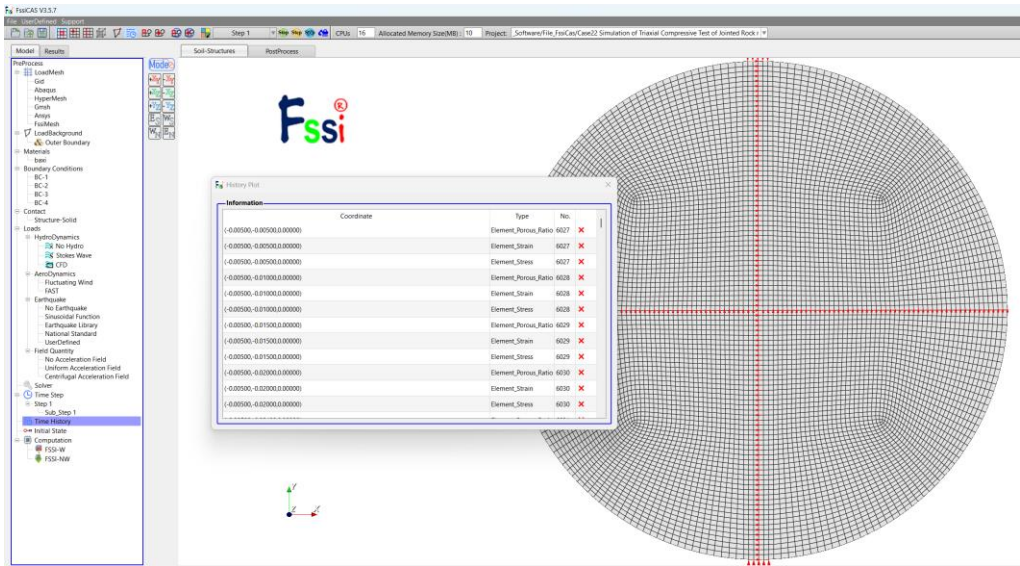 FssiCAS V3.5.7
File UserDefined Support
Step 1 CPUs 16 Allocated Memory Size(MB): 10 Project: _Software/File_FssiCas/Case22 Simulation of Triaxial Compressive Test of Jointed Rock
Model Results Soil-Structures PostProcess
PreProcess
LoadMesh
Gid
Abaqus
HyperMesh
Gmsh
Ansys
FssiMesh
LoadBackground
Outer Boundary
Materials
baxi
Boundary Conditions
BC-1
BC-2
BC-3
BC-4
Contact
Structure-Solid
Loads
HydroDynamics
No Hydro
Stokes Wave
CFD
AeroDynamics
Fluctuating Wind
FAST
Earthquake
No Earthquake
Sinusoidal Function
Earthquake Library
National Standard
UserDefined
Field Quantity
No Acceleration Field
Uniform Acceleration Field
Centrifugal Acceleration Field
Solver
Time Step
Step 1
Sub_Step 1
Time History
Initial State
Computation
FSSI-W
FSSI-NW
Mode
Fssi®
History Plot
Information
Coordinate Type No.
(-0.00500,-0.00500,0.00000) Element_Porous_Ratio 6027
(-0.00500,-0.00500,0.00000) Element_Strain 6027
(-0.00500,-0.00500,0.00000) Element_Stress 6027
(-0.00500,-0.01000,0.00000) Element_Porous_Ratio 6028
(-0.00500,-0.01000,0.00000) Element_Strain 6028
(-0.00500,-0.01000,0.00000) Element_Stress 6028
(-0.00500,-0.01500,0.00000) Element_Porous_Ratio 6029
(-0.00500,-0.01500,0.00000) Element_Strain 6029
(-0.00500,-0.01500,0.00000) Element_Stress 6029
(-0.00500,-0.02000,0.00000) Element_Porous_Ratio 6030
(-0.00500,-0.02000,0.00000) Element_Strain 6030
(-0.00500,-0.02000,0.00000) Element_Stress 6030
Y
Z X